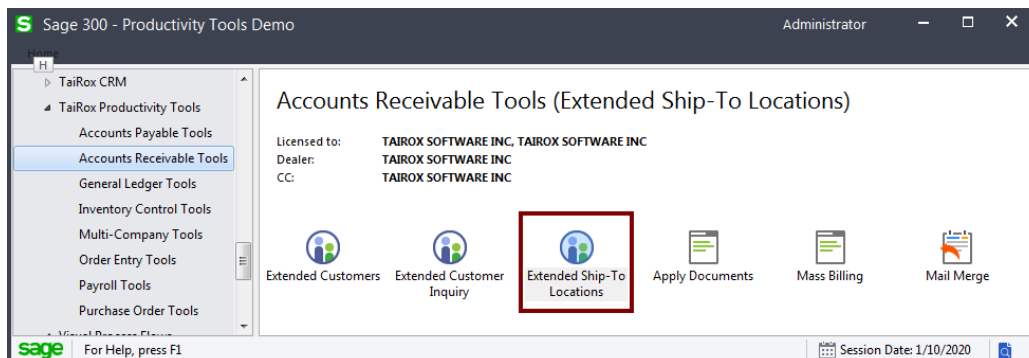 S Sage 300 - Productivity Tools Demo Administrator
Home
H
TaiRox CRM
TaiRox Productivity Tools
Accounts Payable Tools
Accounts Receivable Tools
General Ledger Tools
Inventory Control Tools
Multi-Company Tools
Order Entry Tools
Payroll Tools
Purchase Order Tools
Visual Process Flows
Accounts Receivable Tools (Extended Ship-To Locations)
Licensed to: TAIROX SOFTWARE INC, TAIROX SOFTWARE INC
Dealer: TAIROX SOFTWARE INC
CC: TAIROX SOFTWARE INC
Extended Customers
Extended Customer
Inquiry
Extended Ship-To
Locations
Apply Documents
Mass Billing
Mail Merge
sage For Help, press F1 Session Date: 1/10/2020